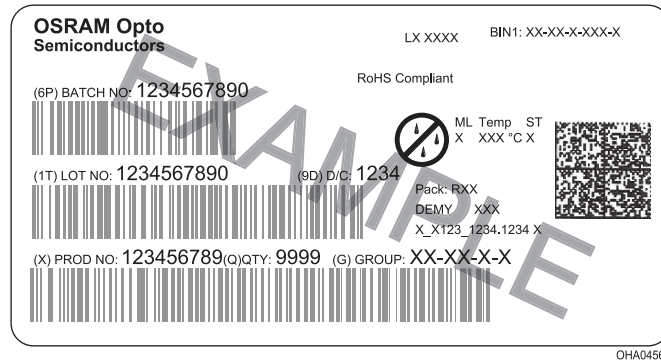 OSRAM Opto
Semiconductors
LX XXXX
BIN1: XX-XX-X-XXX-X
RoHS Compliant
(6P) BATCH NO: 1234567890
ML Temp ST
X XXX °C X
(1T) LOT NO: 1234567890 (9D) D/C: 1234
Pack: RXX
DEMY XXX
X_X123_1234.1234 X
(X) PROD NO: 123456789(Q)QTY: 9999 (G) GROUP: XX-XX-X-X
EXAMPLE